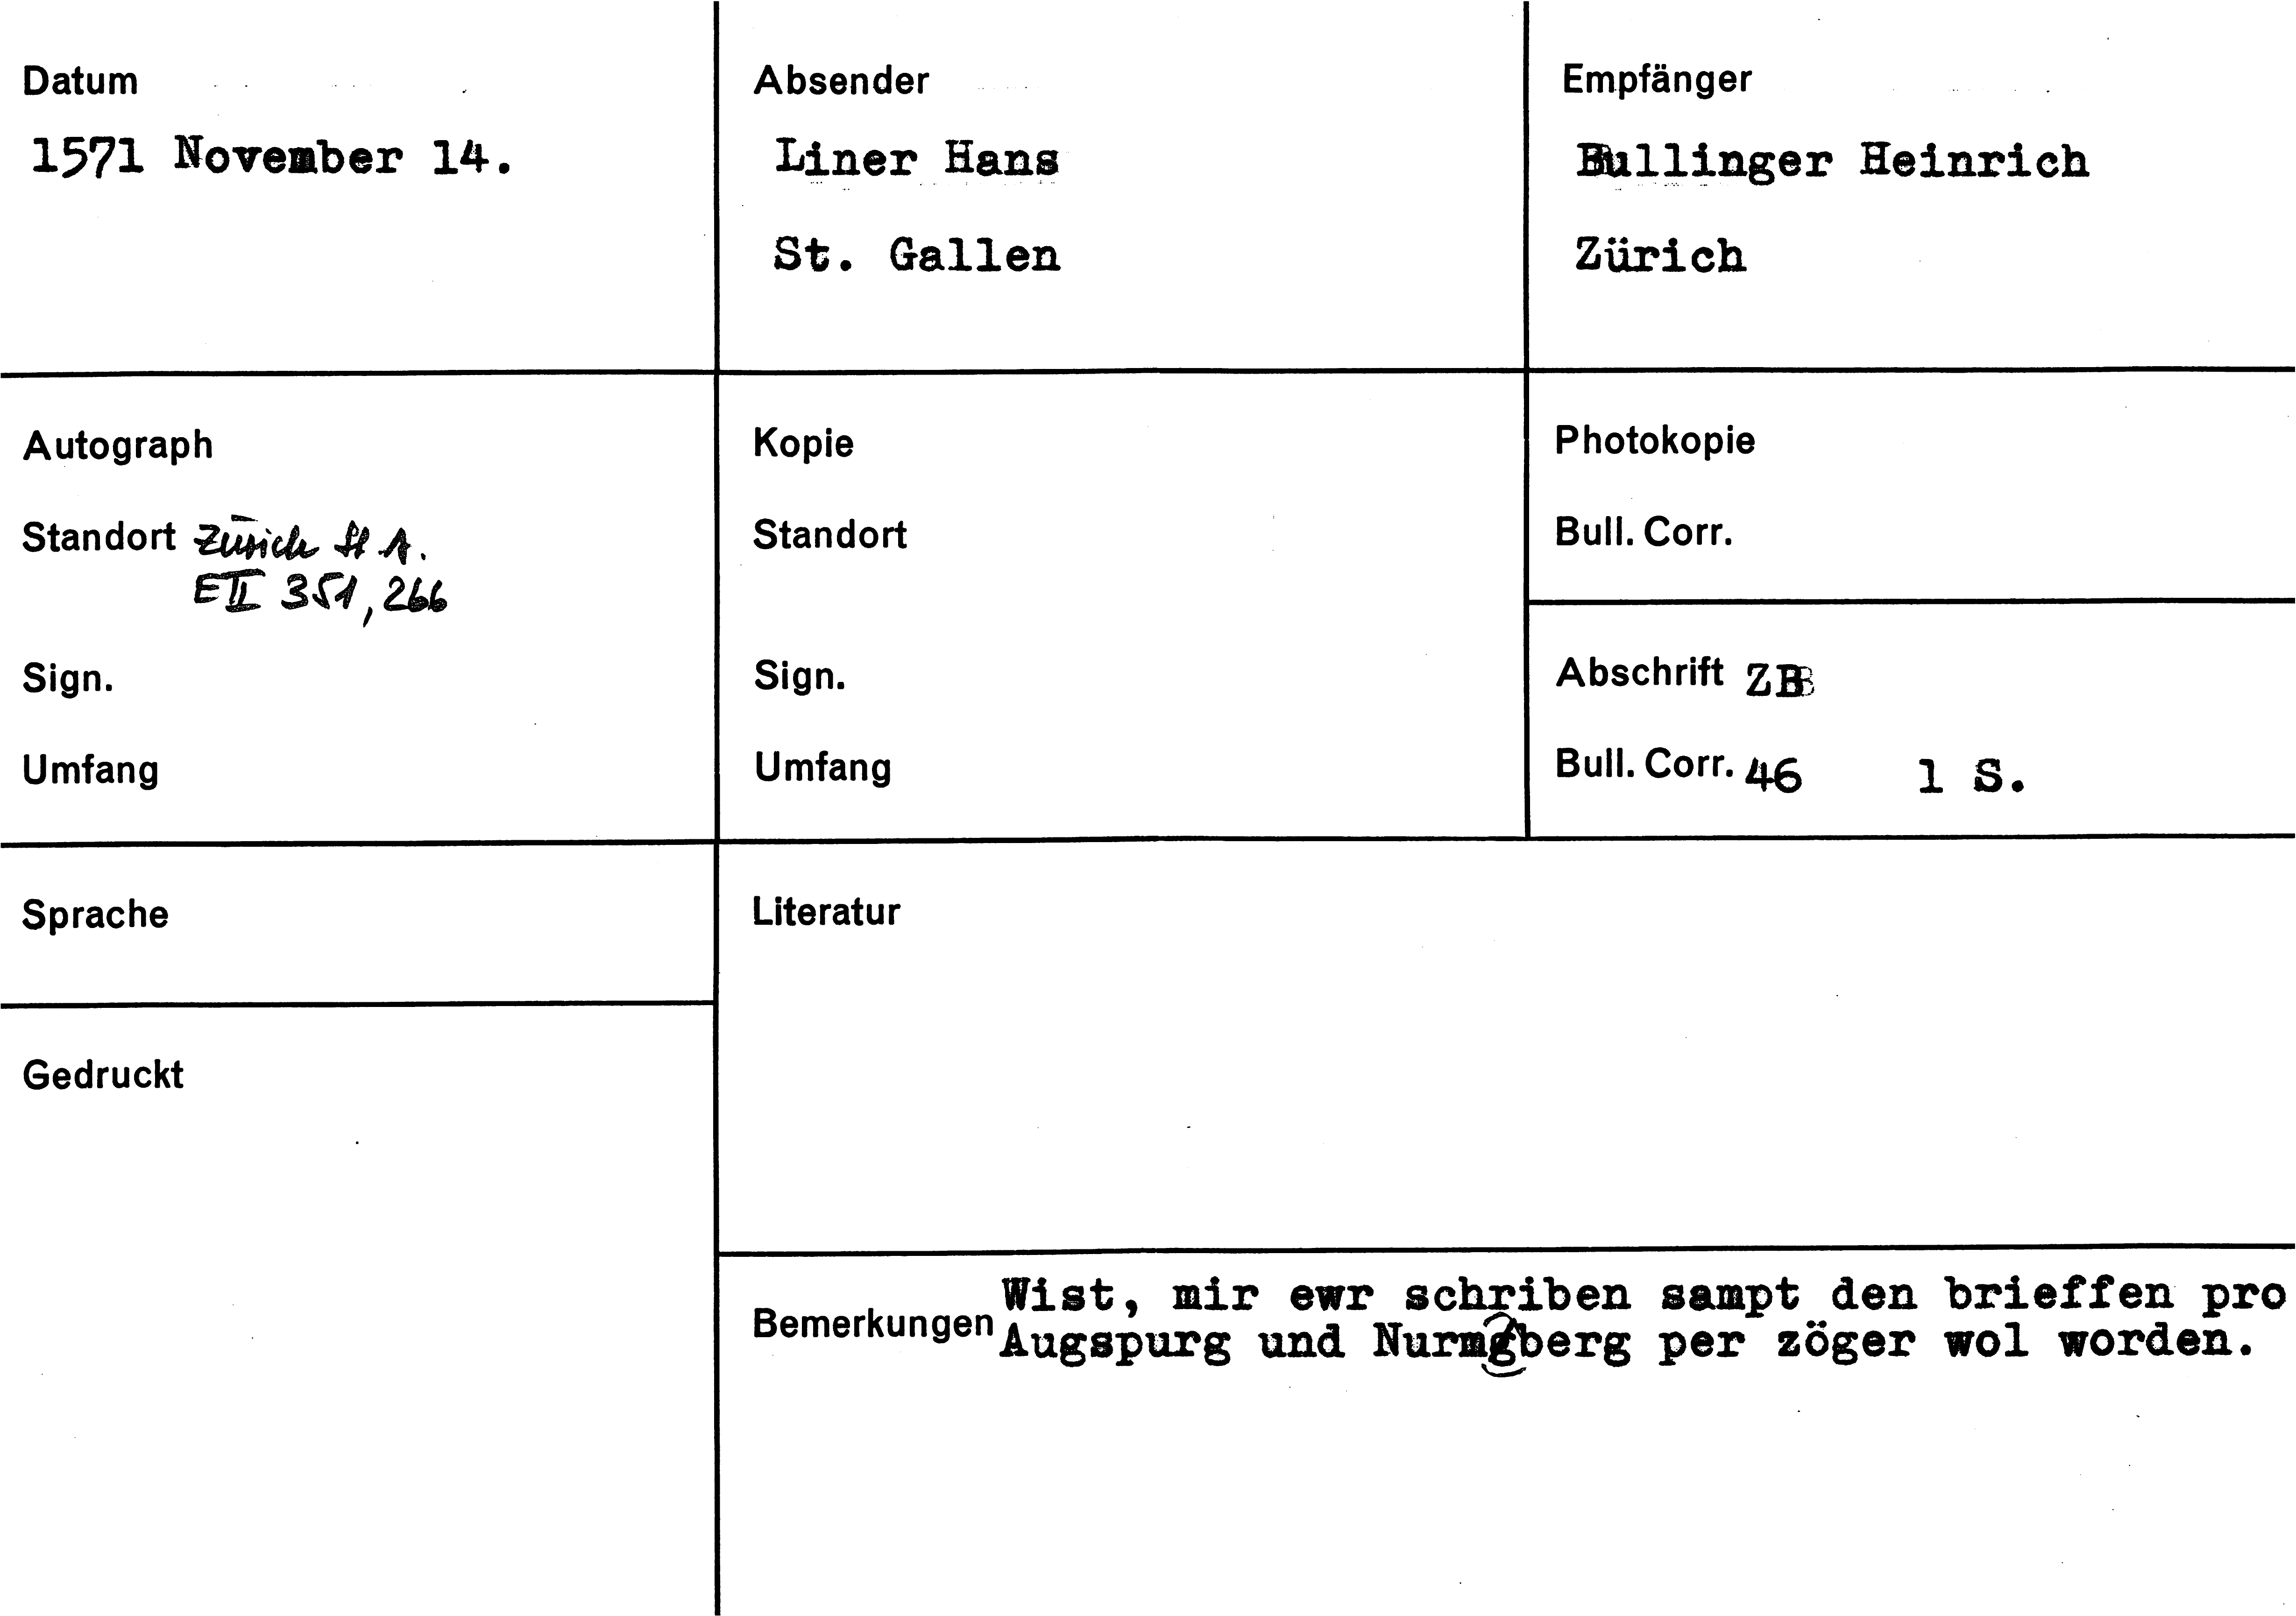 Datum
1571 November 14.
Absender
Liner Hans
St. Gallen
Empfänger
Bullinger Heinrich
Zürich
Autograph
Standort Zürich StA.
E II 351, 266
Sign.
Umfang
Kopie
Standort
Sign.
Umfang
Photokopie
Bull. Corr.
Abschrift ZB
Bull. Corr. 46 1 S.
Sprache
Gedruckt
Literatur
Bemerkungen
Wist, mir ewr schriben sampt den brieffen pro
Augspurg und Nurmgberg per zöger wol worden.